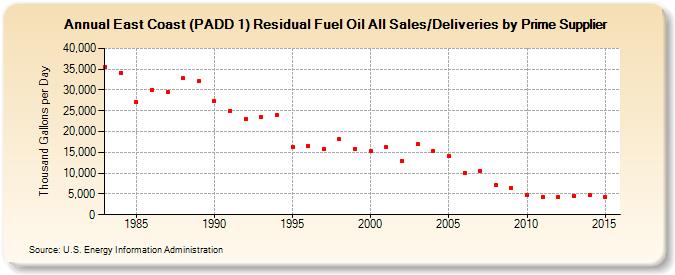 Annual East Coast (PADD 1) Residual Fuel Oil All Sales/Deliveries by Prime Supplier
Thousand Gallons per Day
40,000
35,000
30,000
25,000
20,000
15,000
10,000
5,000
0
1985 1990 1995 2000 2005 2010 2015
Source: U.S. Energy Information Administration